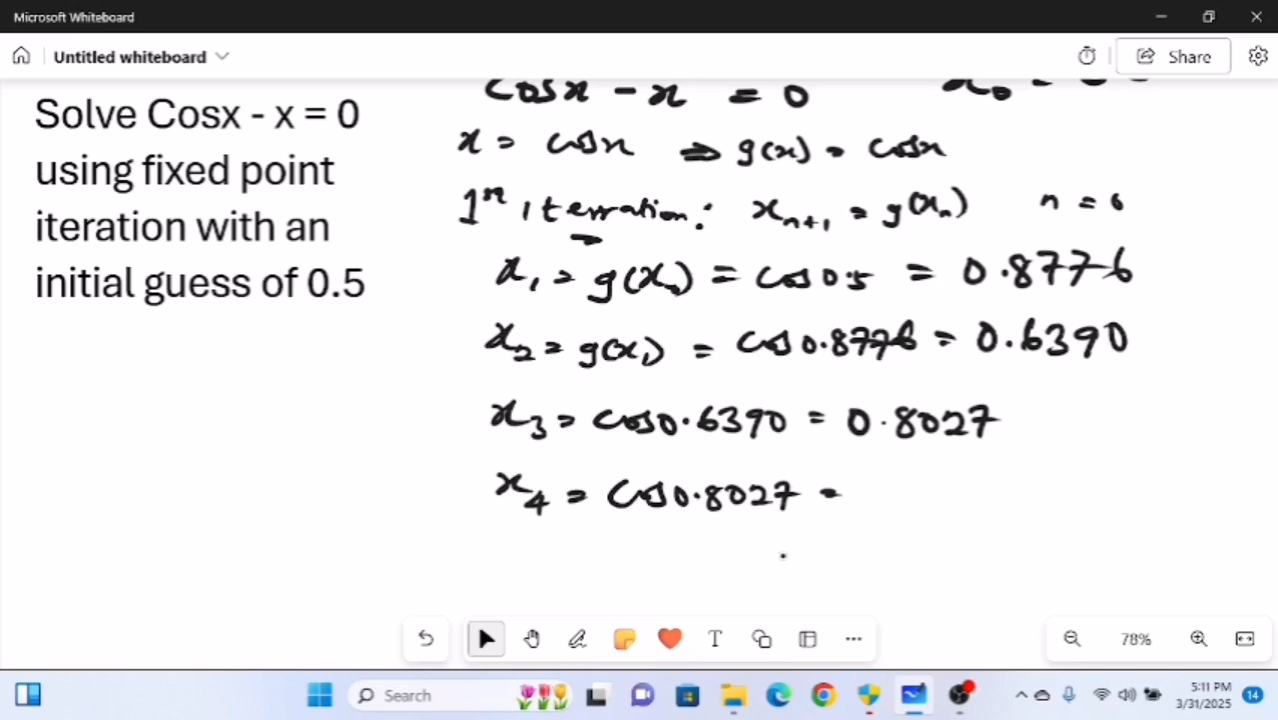 Microsoft Whiteboard
Untitled whiteboard
Share
Solve Cosx - x = 0
using fixed point
iteration with an
initial guess of 0.5
Cosx - x = 0
x = cosx ⇒ g(x) = cosx
1st iterration: xₙ₊₁ = g(xₙ) n = 0
x₁ = g(x₀) = cos0.5 = 0.8776
x₂ = g(x₁) = cos0.8776 = 0.6390
x₃ = cos0.6390 = 0.8027
x₄ = cos0.8027 =
78%
Search
5:11 PM
3/31/2025
14